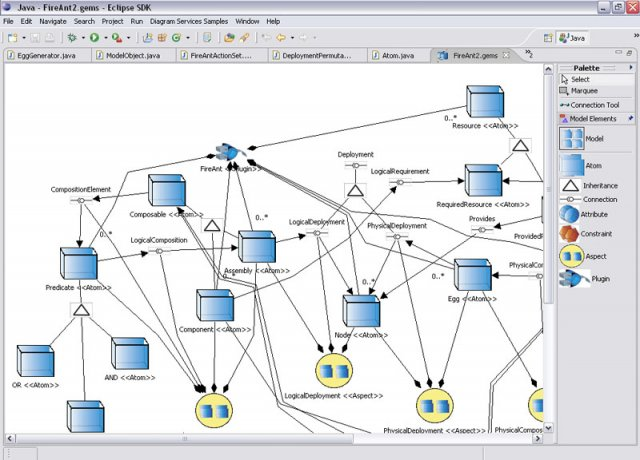 Java - FireAnt2.gems - Eclipse SDK
File Edit Navigate Search Project Run Diagram Services Samples Window Help
Java
EggGenerator.java ModelObject.java FireAntActionSet.... DeploymentPermuta... Atom.java FireAnt2.gems
2
Palette
Select
Marquee
Connection Tool
Model Elements
Model
Atom
Inheritance
Connection
Attribute
Constraint
Aspect
Plugin
Resource <<Atom>>
0..*
FireAnt
Deployment
LogicalRequirement
RequiredResource <<Atom>>
CompositionElement
Composable <<Atom>>
0..*
LogicalDeployment
PhysicalDeployment
Provides
0..*
LogicalComposition
Assembly <<Atom>>
Predicate <<Atom>>
0..*
0..*
Egg <<Atom>>
Component <<Atom>>
Node <<Atom>>
OR <<Atom>>
AND <<Atom>>
LogicalDeployment <<Aspect>>
PhysicalDeployment <<Aspect>>